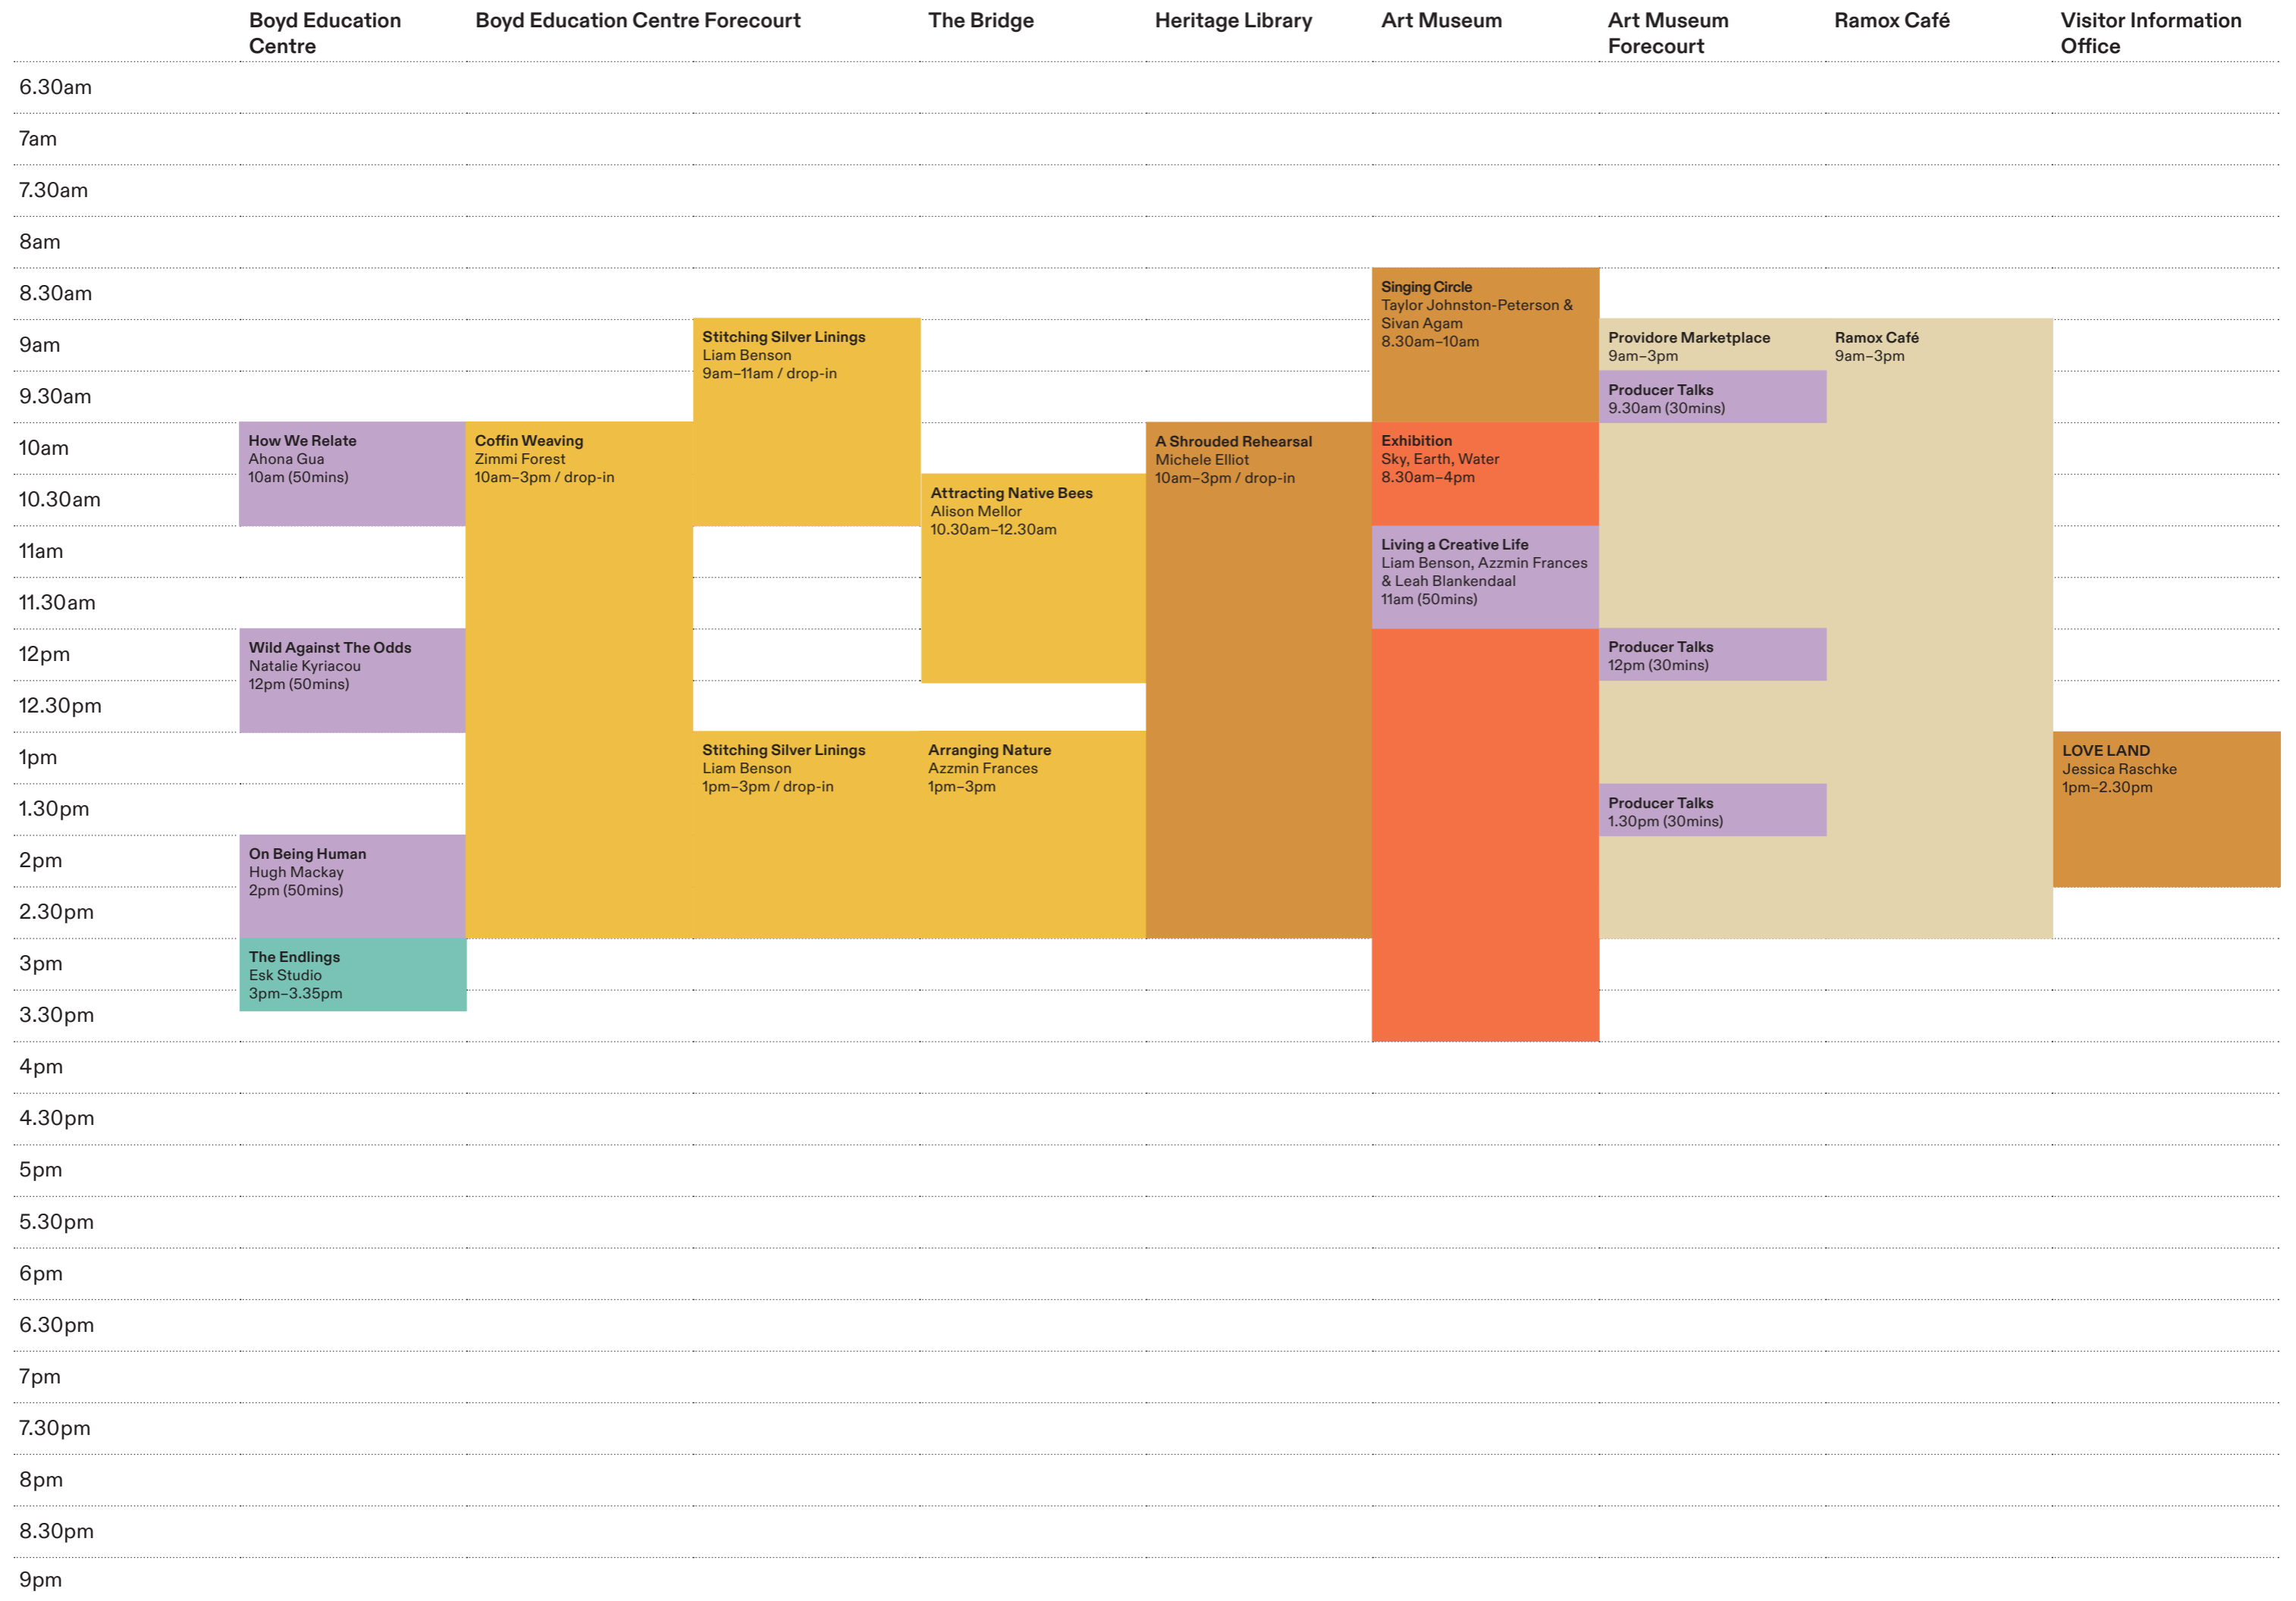 Boyd Education
Centre
Boyd Education Centre Forecourt
The Bridge
Heritage Library
Art Museum
Art Museum
Forecourt
Ramox Café
Visitor Information
Office
6.30am
7am
7.30am
8am
8.30am
9am
9.30am
10am
10.30am
11am
11.30am
12pm
12.30pm
1pm
1.30pm
2pm
2.30pm
3pm
3.30pm
4pm
4.30pm
5pm
5.30pm
6pm
6.30pm
7pm
7.30pm
8pm
8.30pm
9pm
How We Relate
Ahona Gua
10am (50mins)
Wild Against The Odds
Natalie Kyriacou
12pm (50mins)
On Being Human
Hugh Mackay
2pm (50mins)
The Endlings
Esk Studio
3pm–3.35pm
Coffin Weaving
Zimmi Forest
10am–3pm / drop-in
Stitching Silver Linings
Liam Benson
9am–11am / drop-in
Stitching Silver Linings
Liam Benson
1pm–3pm / drop-in
Attracting Native Bees
Alison Mellor
10.30am–12.30am
Arranging Nature
Azzmin Frances
1pm–3pm
A Shrouded Rehearsal
Michele Elliot
10am–3pm / drop-in
Singing Circle
Taylor Johnston-Peterson &
Sivan Agam
8.30am–10am
Exhibition
Sky, Earth, Water
8.30am–4pm
Living a Creative Life
Liam Benson, Azzmin Frances
& Leah Blankendaal
11am (50mins)
Providore Marketplace
9am–3pm
Producer Talks
9.30am (30mins)
Producer Talks
12pm (30mins)
Producer Talks
1.30pm (30mins)
Ramox Café
9am–3pm
LOVE LAND
Jessica Raschke
1pm–2.30pm